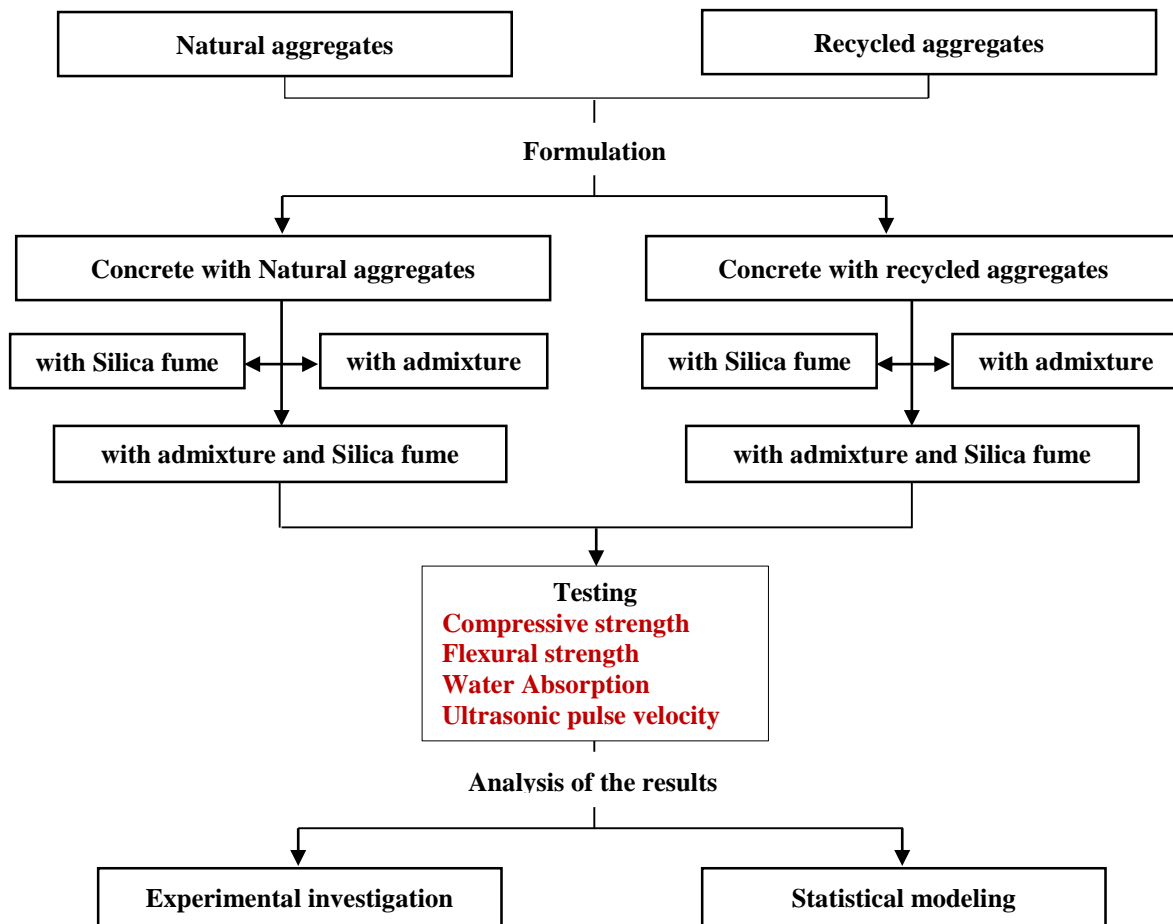 Natural aggregates
Recycled aggregates
Formulation
Concrete with Natural aggregates
Concrete with recycled aggregates
with Silica fume
with admixture
with Silica fume
with admixture
with admixture and Silica fume
with admixture and Silica fume
Testing
Compressive strength
Flexural strength
Water Absorption
Ultrasonic pulse velocity
Analysis of the results
Experimental investigation
Statistical modeling